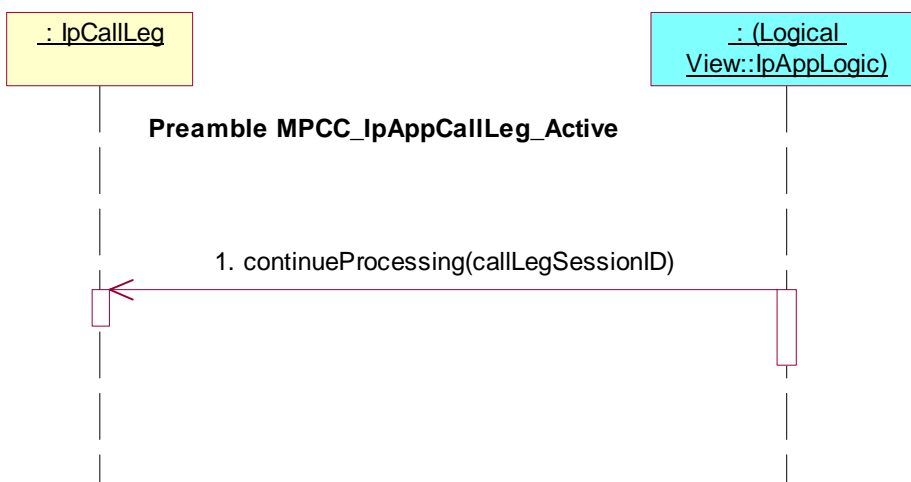 : IpCallLeg
: (Logical
View::IpAppLogic)
Preamble MPCC_IpAppCallLeg_Active
1. continueProcessing(callLegSessionID)